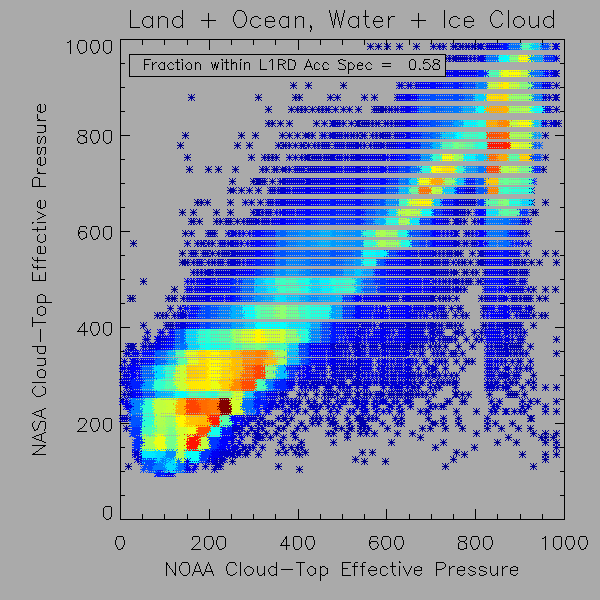 Land + Ocean, Water + Ice Cloud
Fraction within L1RD Acc Spec = 0.58
1000
800
600
400
200
0
NASA Cloud-Top Effective Pressure
0 200 400 600 800 1000
NOAA Cloud-Top Effective Pressure